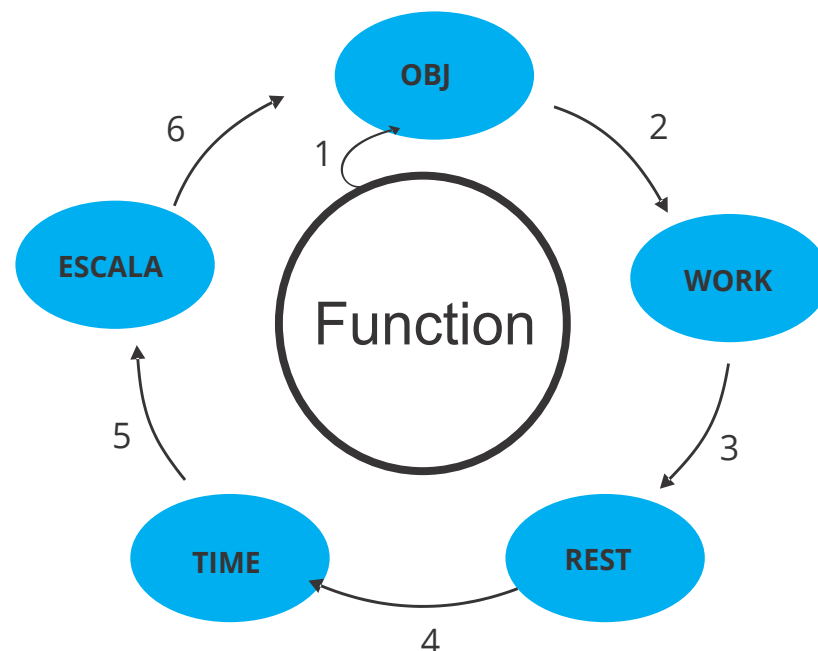 OBJ
6
2
1
ESCALA
WORK
Function
5
3
TIME
REST
4